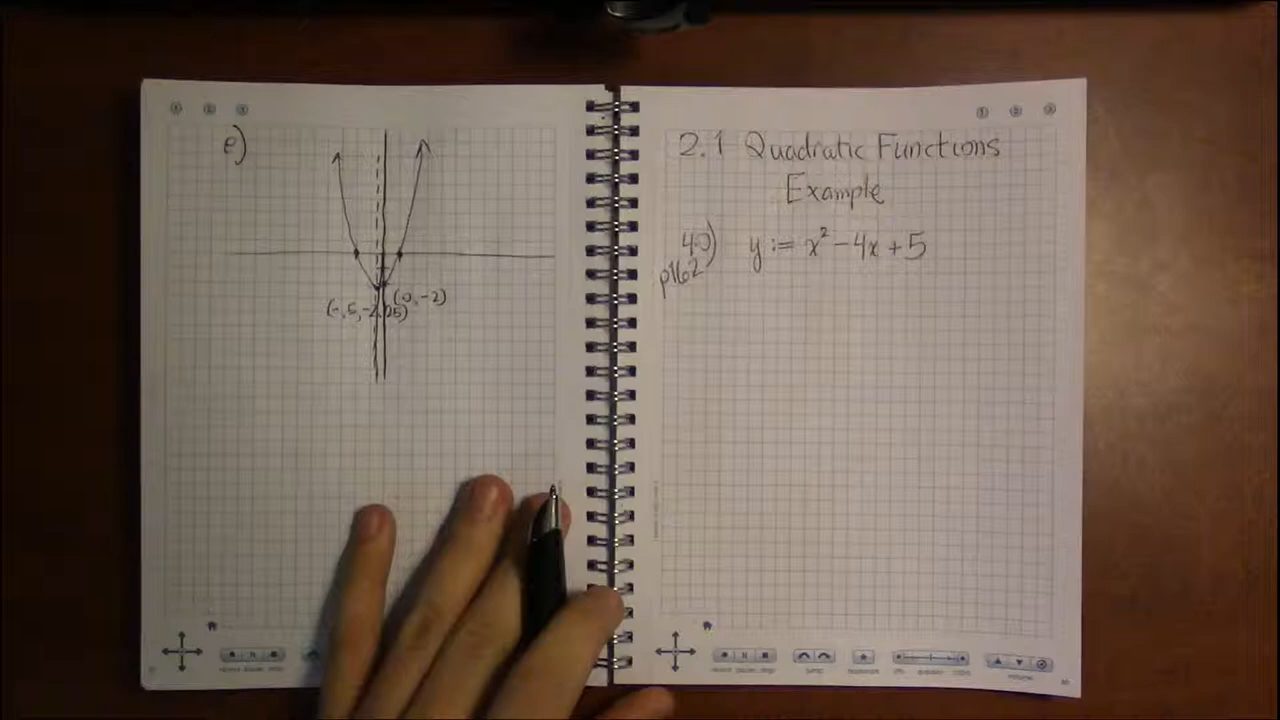 e)
(0,-2)
(-.5,-2.25)
2.1 Quadratic Functions
Example
40) y := x² - 4x + 5
p162